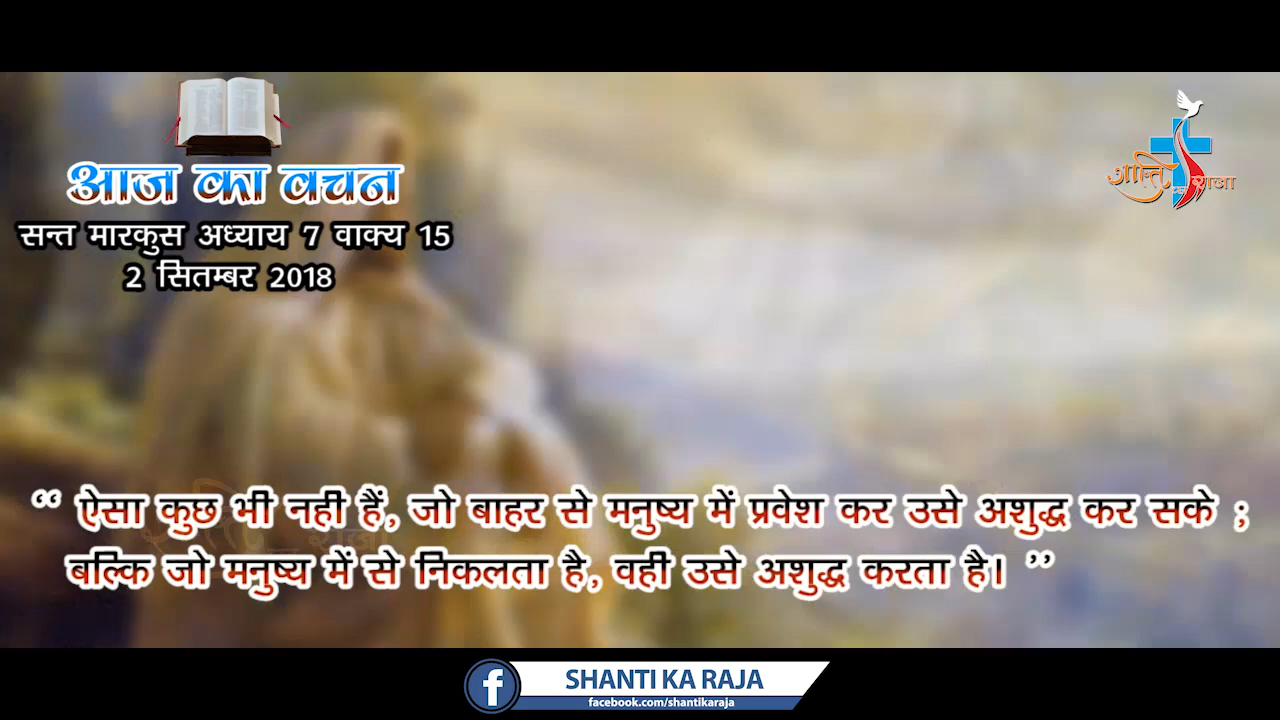 आज का वचन
सन्त मारकुस अध्याय 7 वाक्य 15
2 सितम्बर 2018
शान्ति का राजा
“ ऐसा कुछ भी नही हैं, जो बाहर से मनुष्य में प्रवेश कर उसे अशुद्ध कर सके ;
बल्कि जो मनुष्य में से निकलता है, वही उसे अशुद्ध करता है। ”
f
SHANTI KA RAJA
facebook.com/shantikaraja